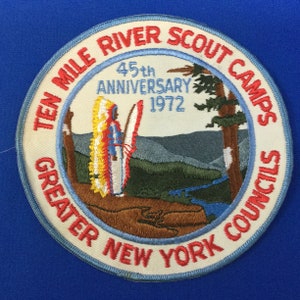 TEN MILE RIVER SCOUT CAMPS
45th
ANNIVERSARY
1972
GREATER NEW YORK COUNCILS